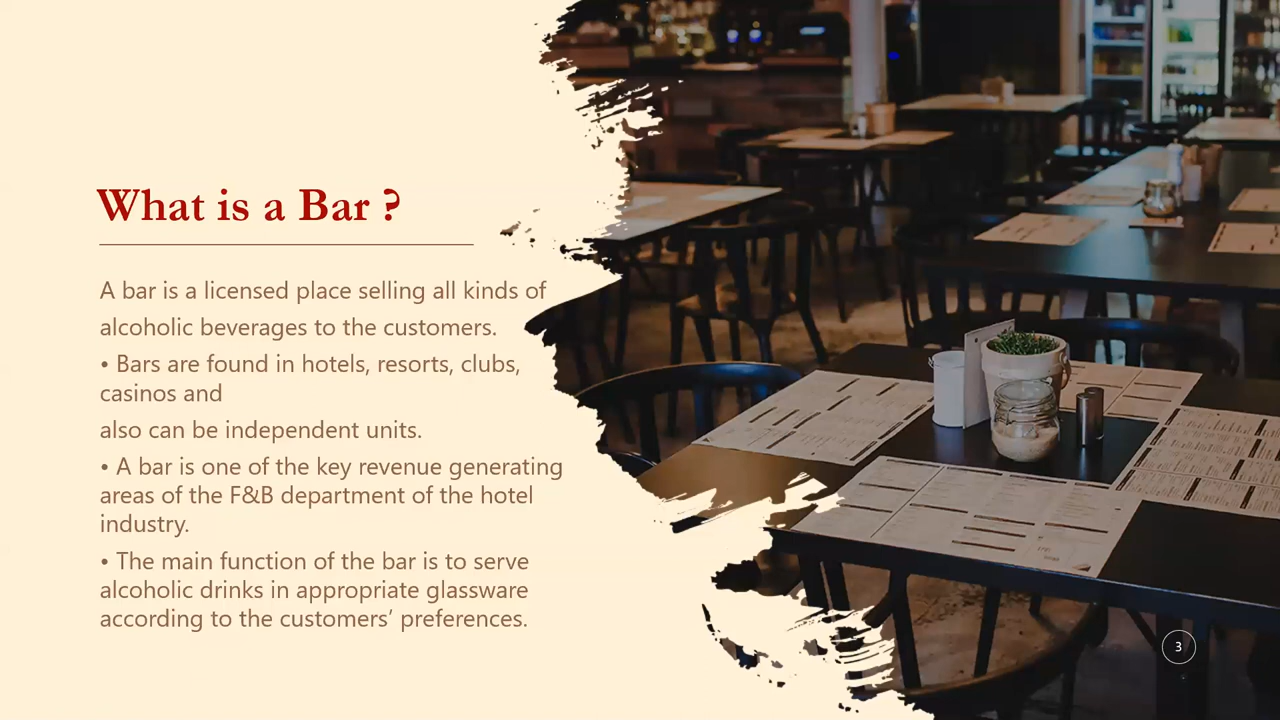 What is a Bar ?
A bar is a licensed place selling all kinds of
alcoholic beverages to the customers.
• Bars are found in hotels, resorts, clubs,
casinos and
also can be independent units.
• A bar is one of the key revenue generating
areas of the F&B department of the hotel
industry.
• The main function of the bar is to serve
alcoholic drinks in appropriate glassware
according to the customers’ preferences.
3